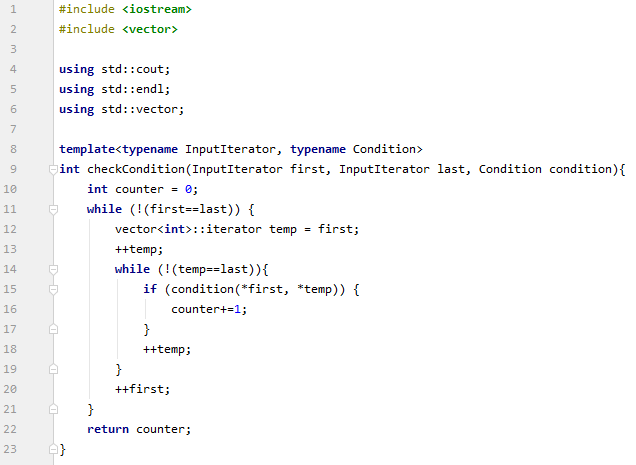 1 #include <iostream>
2 #include <vector>
3
4 using std::cout;
5 using std::endl;
6 using std::vector;
7
8 template<typename InputIterator, typename Condition>
9 int checkCondition(InputIterator first, InputIterator last, Condition condition){
10     int counter = 0;
11     while (!(first==last)) {
12         vector<int>::iterator temp = first;
13         ++temp;
14         while (!(temp==last)){
15             if (condition(*first, *temp)) {
16                 counter+=1;
17             }
18             ++temp;
19         }
20         ++first;
21     }
22     return counter;
23 }